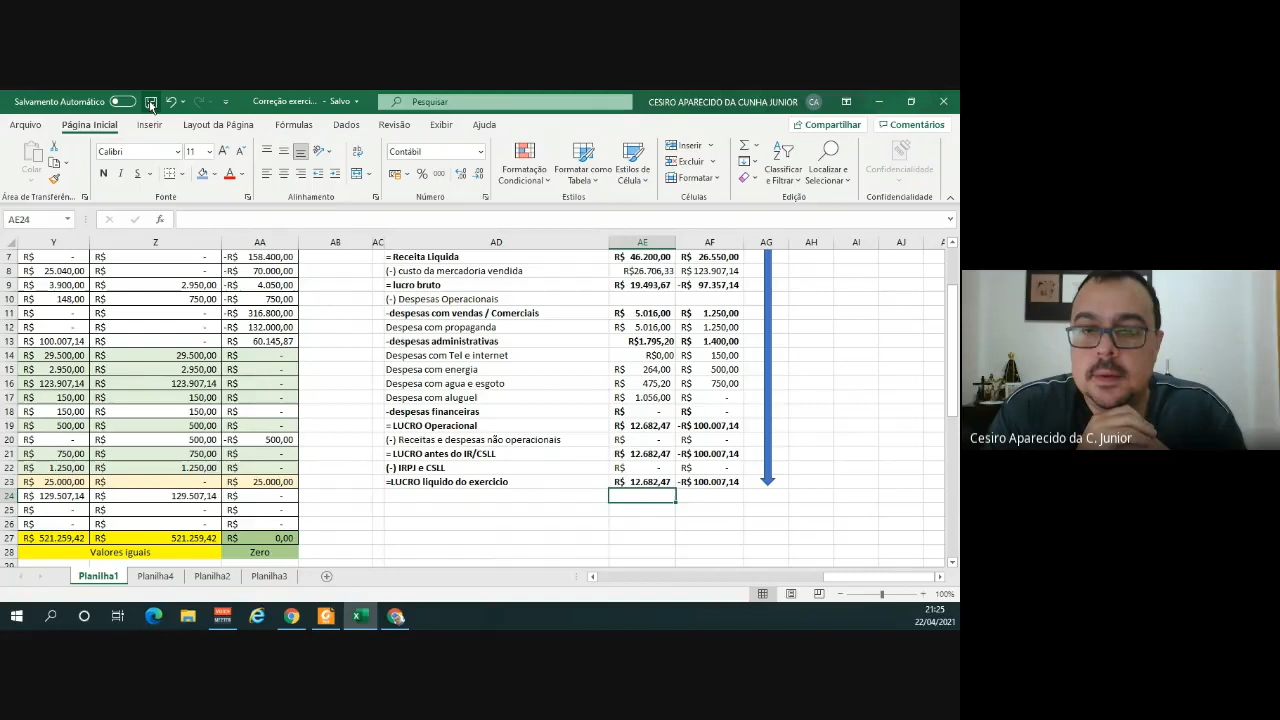 Salvamento Automático Correção exerci... - Salvo Pesquisar CESIRO APARECIDO DA CUNHA JUNIOR CA
Arquivo Página Inicial Inserir Layout da Página Fórmulas Dados Revisão Exibir Ajuda Compartilhar Comentários
Colar Calibri 11 N I S Contábil % 000 Formatação Condicional Formatar como Tabela Estilos de Célula Inserir Excluir Formatar Classificar e Filtrar Localizar e Selecionar Confidencialidade
Área de Transferên... Fonte Alinhamento Número Estilos Células Edição Confidencialidade
AE24 fx
Y Z AA AB AC AD AE AF AG AH AI AJ
7 R$ - R$ - -R$ 158.400,00 = Receita Liquida R$ 46.200,00 R$ 26.550,00
8 R$ 25.040,00 R$ - -R$ 70.000,00 (-) custo da mercadoria vendida R$26.706,33 R$ 123.907,14
9 R$ 3.900,00 R$ 2.950,00 -R$ 4.050,00 = lucro bruto R$ 19.493,67 -R$ 97.357,14
10 R$ 148,00 R$ 750,00 -R$ 750,00 (-) Despesas Operacionais
11 R$ - R$ - -R$ 316.800,00 -despesas com vendas / Comerciais R$ 5.016,00 R$ 1.250,00
12 R$ - R$ - -R$ 132.000,00 Despesa com propaganda R$ 5.016,00 R$ 1.250,00
13 R$ 100.007,14 R$ - R$ 60.145,87 -despesas administrativas R$1.795,20 R$ 1.400,00
14 R$ 29.500,00 R$ 29.500,00 R$ - Despesas com Tel e internet R$0,00 R$ 150,00
15 R$ 2.950,00 R$ 2.950,00 R$ - Despesa com energia R$ 264,00 R$ 500,00
16 R$ 123.907,14 R$ 123.907,14 R$ - Despesa com agua e esgoto R$ 475,20 R$ 750,00
17 R$ 150,00 R$ 150,00 R$ - Despesa com aluguel R$ 1.056,00 R$ -
18 R$ 150,00 R$ 150,00 R$ - -despesas financeiras R$ - R$ -
19 R$ 500,00 R$ 500,00 R$ - = LUCRO Operacional R$ 12.682,47 -R$ 100.007,14
20 R$ - R$ 500,00 -R$ 500,00 (-) Receitas e despesas não operacionais R$ - R$ -
21 R$ 750,00 R$ 750,00 R$ - = LUCRO antes do IR/CSLL R$ 12.682,47 -R$ 100.007,14
22 R$ 1.250,00 R$ 1.250,00 R$ - (-) IRPJ e CSLL R$ - R$ -
23 R$ 25.000,00 R$ - R$ 25.000,00 =LUCRO liquido do exercicio R$ 12.682,47 -R$ 100.007,14
24 R$ 129.507,14 R$ 129.507,14 R$ -
25 R$ - R$ - R$ -
26 R$ - R$ - R$ -
27 R$ 521.259,42 R$ 521.259,42 R$ 0,00
28 Valores iguais Zero
Planilha1 Planilha4 Planilha2 Planilha3
100%
21:25
22/04/2021
Cesiro Aparecido da C. Junior